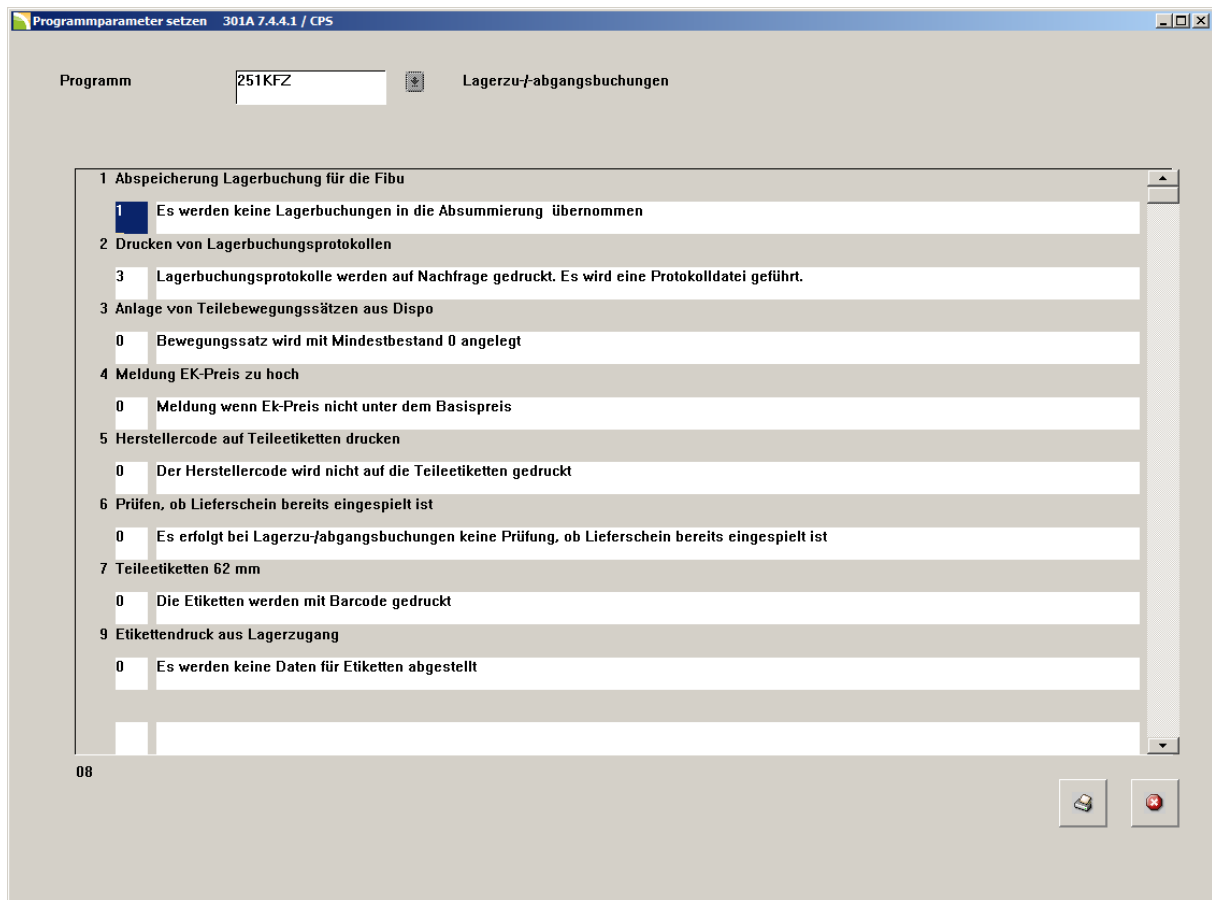 Programmparameter setzen 301A 7.4.4.1 / CPS
Programm 251KFZ Lagerzu-/-abgangsbuchungen
1 Abspeicherung Lagerbuchung für die Fibu
1 Es werden keine Lagerbuchungen in die Absummierung übernommen
2 Drucken von Lagerbuchungsprotokollen
3 Lagerbuchungsprotokolle werden auf Nachfrage gedruckt. Es wird eine Protokolldatei geführt.
3 Anlage von Teilebewegungssätzen aus Dispo
0 Bewegungssatz wird mit Mindestbestand 0 angelegt
4 Meldung EK-Preis zu hoch
0 Meldung wenn Ek-Preis nicht unter dem Basispreis
5 Herstellercode auf Teileetiketten drucken
0 Der Herstellercode wird nicht auf die Teileetiketten gedruckt
6 Prüfen, ob Lieferschein bereits eingespielt ist
0 Es erfolgt bei Lagerzu-/abgangsbuchungen keine Prüfung, ob Lieferschein bereits eingespielt ist
7 Teileetiketten 62 mm
0 Die Etiketten werden mit Barcode gedruckt
9 Etikettendruck aus Lagerzugang
0 Es werden keine Daten für Etiketten abgestellt
08